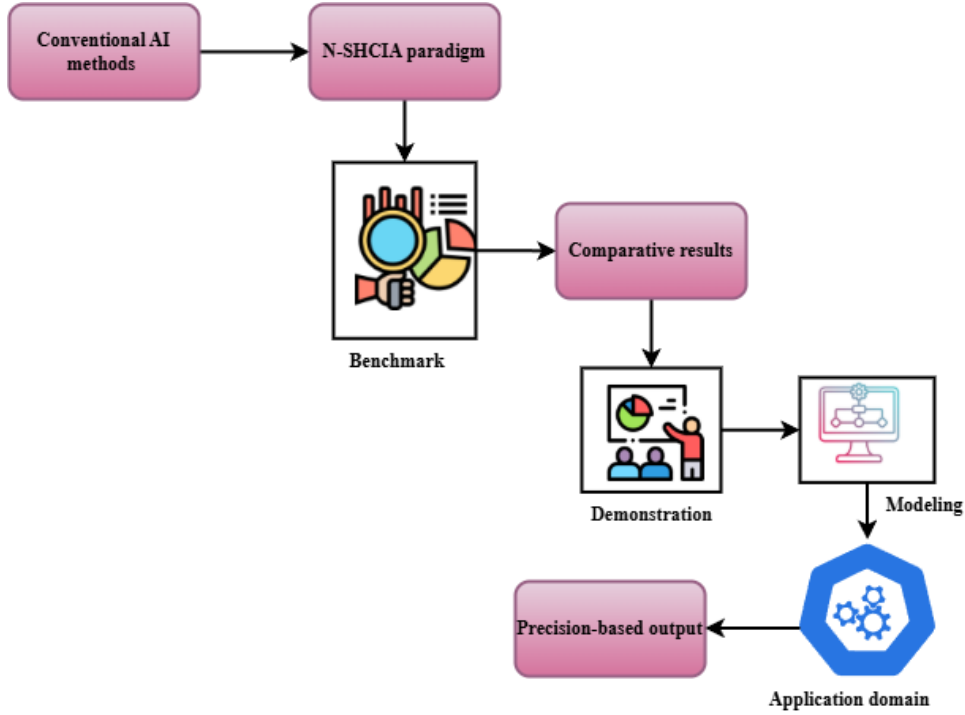 Conventional AI
methods
N-SHCIA paradigm
Benchmark
Comparative results
Demonstration
Modeling
Application domain
Precision-based output